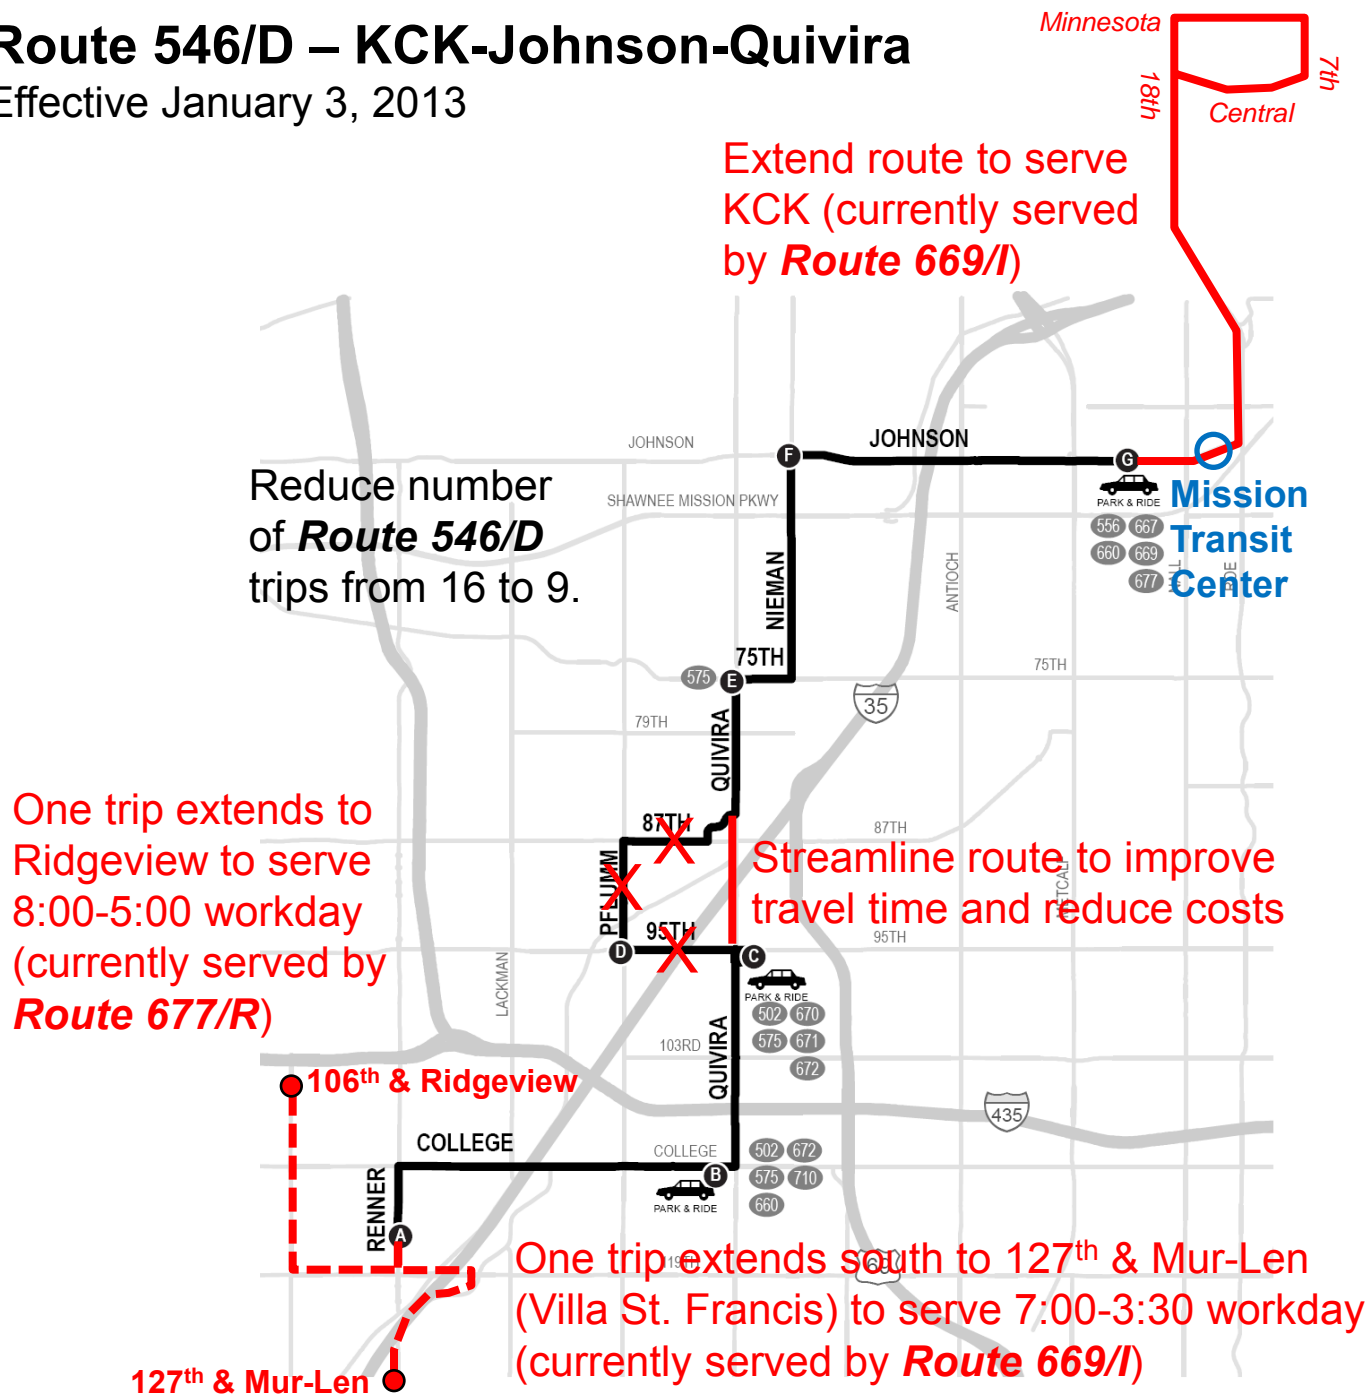 Route 546/D – KCK-Johnson-Quivira
Effective January 3, 2013
Minnesota
18th
7th
Central
Extend route to serve
KCK (currently served
by Route 669/I)
JOHNSON
JOHNSON
F
G
SHAWNEE MISSION PKWY
PARK & RIDE
Mission
Transit
Center
556 667
660 669
677
Reduce number
of Route 546/D
trips from 16 to 9.
NIEMAN
ANTIOCH
75TH
75TH
575
E
35
79TH
QUIVIRA
One trip extends to
Ridgeview to serve
8:00-5:00 workday
(currently served by
Route 677/R)
87TH
87TH
PFLUMM
Streamline route to improve
travel time and reduce costs
METCALF
95TH
95TH
D
C
LACKMAN
PARK & RIDE
502 670
575 671
672
103RD
QUIVIRA
106th & Ridgeview
435
COLLEGE
COLLEGE
B
502 672
575 710
660
PARK & RIDE
RENNER
A
119TH
69
One trip extends south to 127th & Mur-Len
(Villa St. Francis) to serve 7:00-3:30 workday
(currently served by Route 669/I)
127th & Mur-Len